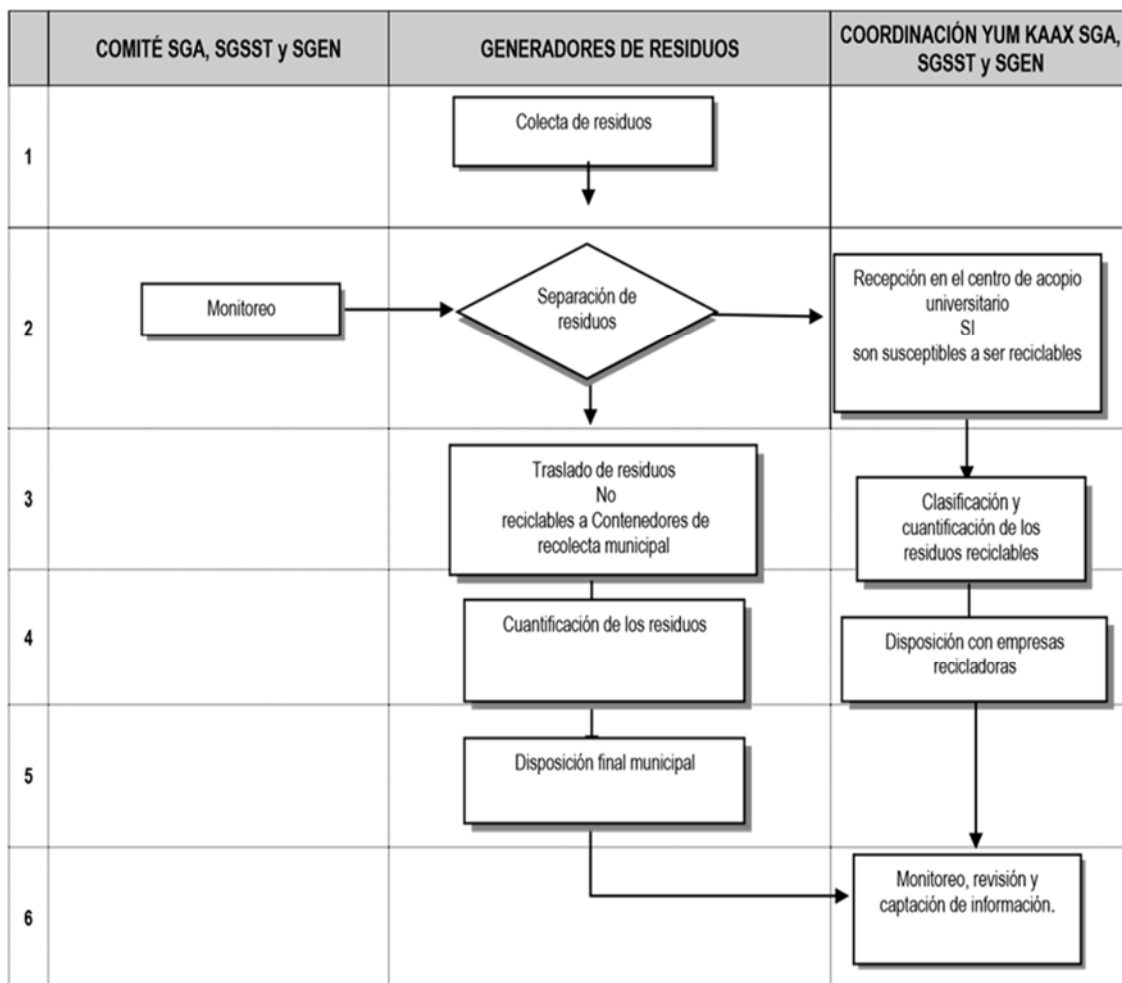 COMITÉ SGA, SGSST y SGEN
GENERADORES DE RESIDUOS
COORDINACIÓN YUM KAAX SGA,
SGSST y SGEN
1
Colecta de residuos
2
Monitoreo
Separación de
residuos
Recepción en el centro de acopio
universitario
SI
son susceptibles a ser reciclables
3
Traslado de residuos
No
reciclables a Contenedores de
recolecta municipal
Clasificación y
cuantificación de los
residuos reciclables
4
Cuantificación de los residuos
Disposición con empresas
recicladoras
5
Disposición final municipal
6
Monitoreo, revisión y
captación de información.